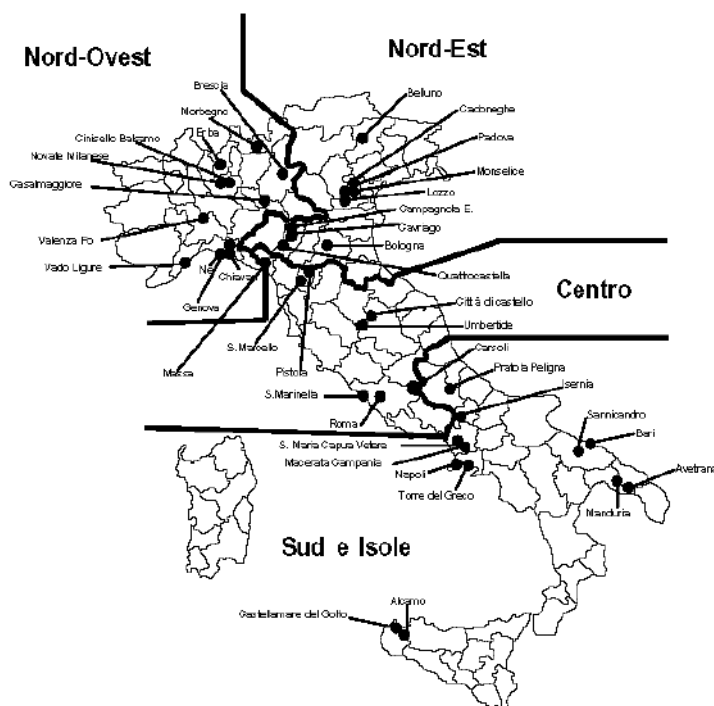 Nord-Ovest
Nord-Est
Brescia
Belluno
Morbegno
Cadoneghe
Cinisello Balsamo
Erba
Padova
Novate Milanese
Monselice
Casalmaggiore
Lozzo
Campagnola E.
Gavriago
Valenza Po
Bologna
Vado Ligure
Ne
Chiavari
Quattrocastella
Genova
Centro
Città di castello
S.Marcello
Umbertide
Massa
Pistoia
Carsoli
Pratola Peligna
S.Marinella
Isernia
Roma
Sannicandro
S. Maria Capua Vetere
Bari
Macerata Campania
Napoli
Avetrana
Torre del Greco
Manduria
Sud e Isole
Alcamo
Castellamare del Golfo